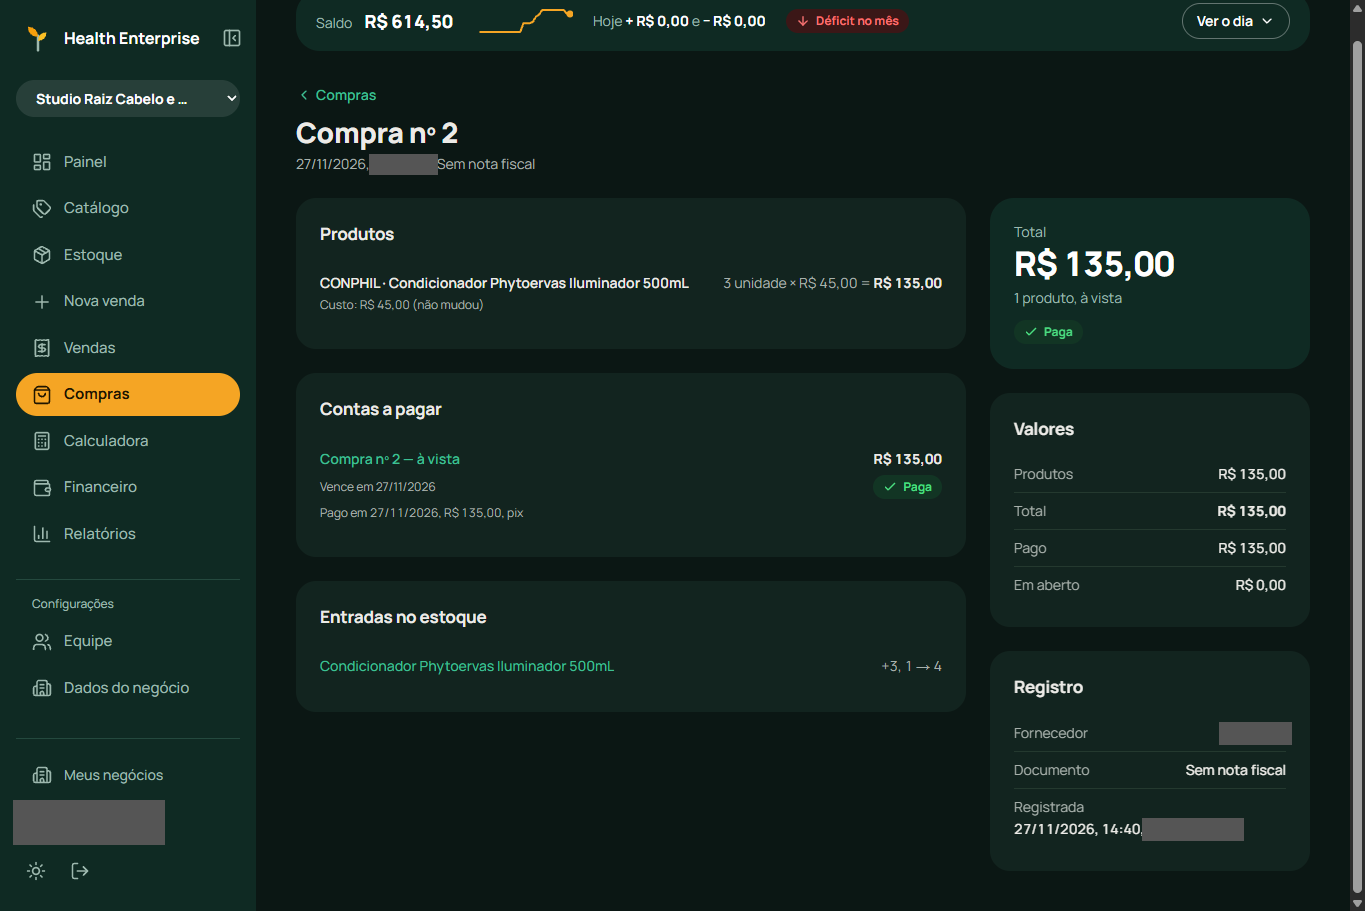 Health Enterprise
Studio Raiz Cabelo e ...
Painel
Catálogo
Estoque
Nova venda
Vendas
Compras
Calculadora
Financeiro
Relatórios
Configurações
Equipe
Dados do negócio
Meus negócios
Saldo R$ 614,50 Hoje + R$ 0,00 e − R$ 0,00 Déficit no mês Ver o dia
Compras
Compra nº 2
27/11/2026, Sem nota fiscal
Produtos
CONPHIL · Condicionador Phytoervas Iluminador 500mL 3 unidade × R$ 45,00 = R$ 135,00
Custo: R$ 45,00 (não mudou)
Contas a pagar
Compra nº 2 — à vista R$ 135,00
Vence em 27/11/2026 Paga
Pago em 27/11/2026, R$ 135,00, pix
Entradas no estoque
Condicionador Phytoervas Iluminador 500mL +3, 1 → 4
Total
R$ 135,00
1 produto, à vista
Paga
Valores
Produtos R$ 135,00
Total R$ 135,00
Pago R$ 135,00
Em aberto R$ 0,00
Registro
Fornecedor
Documento Sem nota fiscal
Registrada
27/11/2026, 14:40,